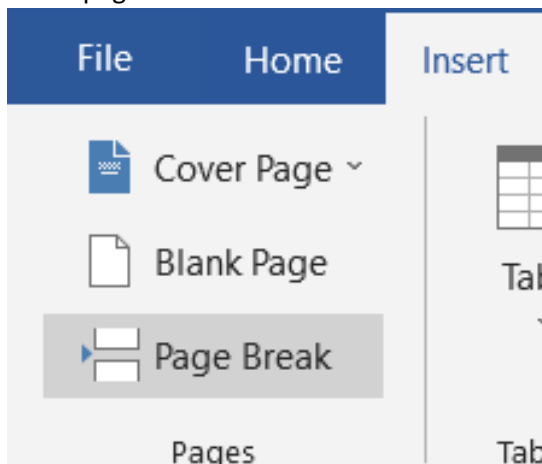 File Home Insert
Cover Page
Blank Page
Page Break
Pages